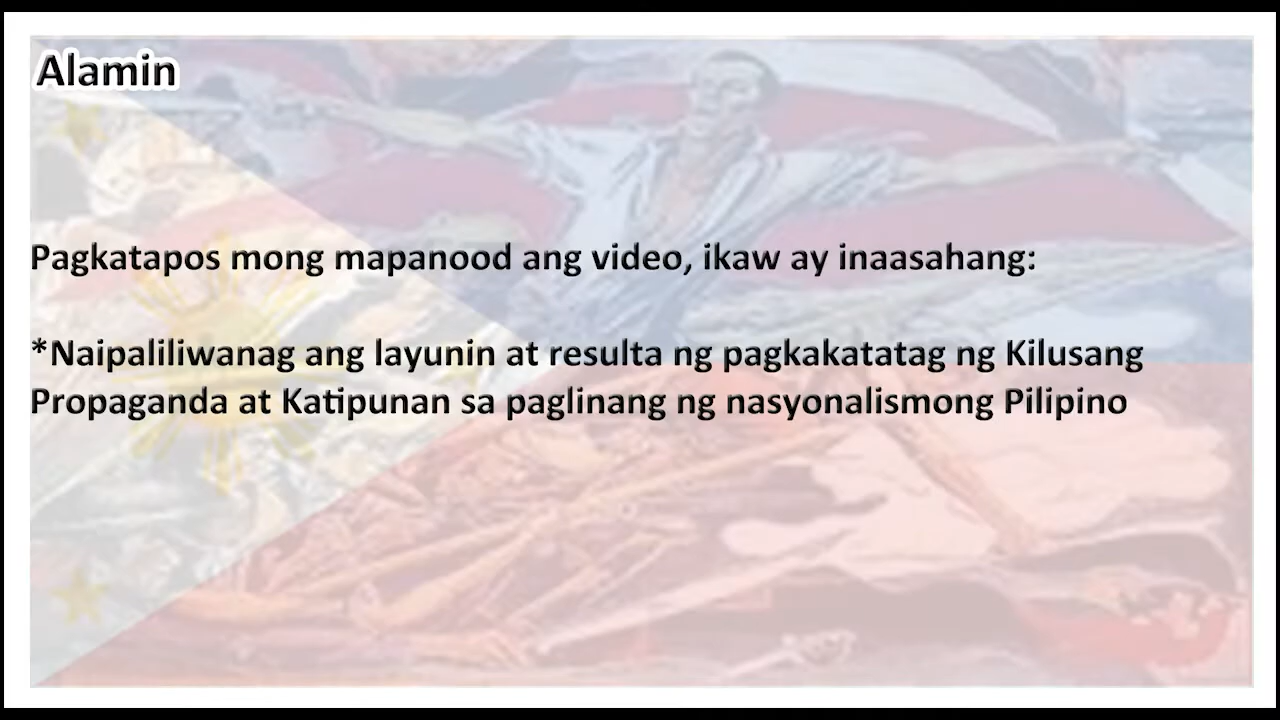 Alamin
Pagkatapos mong mapanood ang video, ikaw ay inaasahang:
*Naipaliliwanag ang layunin at resulta ng pagkakatatag ng Kilusang
Propaganda at Katipunan sa paglinang ng nasyonalismong Pilipino